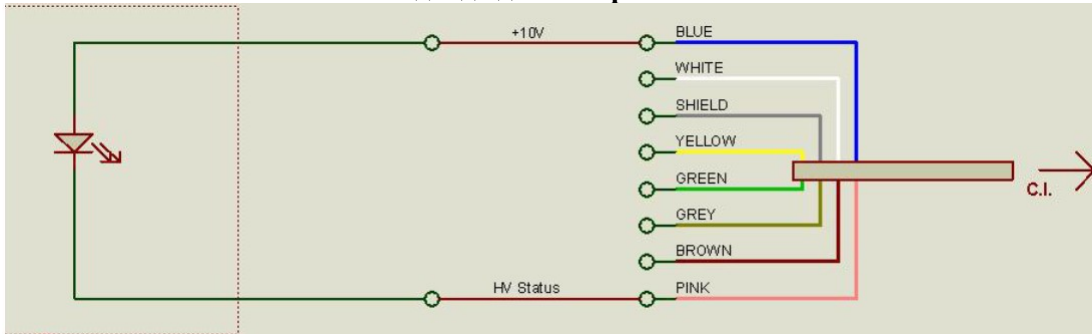 +10V
BLUE
WHITE
SHIELD
YELLOW
GREEN
C.I.
GREY
BROWN
HV Status
PINK